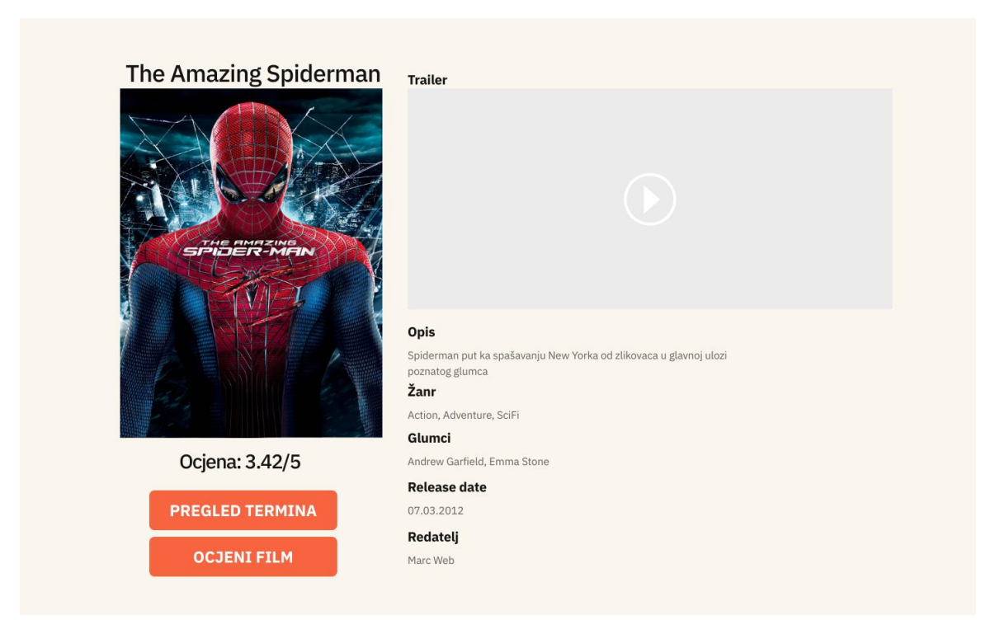 The Amazing Spiderman
THE AMAZING
SPIDER-MAN
Ocjena: 3.42/5
PREGLED TERMINA
OCJENI FILM
Trailer
Opis
Spiderman put ka spašavanju New Yorka od zlikovaca u glavnoj ulozi
poznatog glumca
Žanr
Action, Adventure, SciFi
Glumci
Andrew Garfield, Emma Stone
Release date
07.03.2012
Redatelj
Marc Web